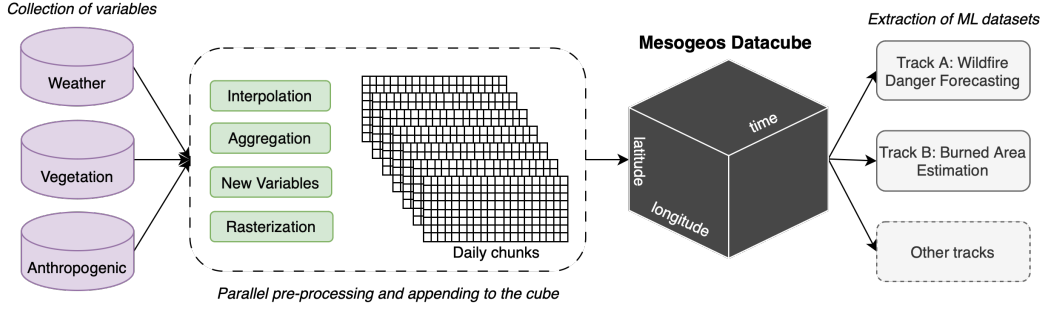 Collection of variables
Weather
Vegetation
Anthropogenic
Interpolation
Aggregation
New Variables
Rasterization
Daily chunks
Parallel pre-processing and appending to the cube
Mesogeos Datacube
time
latitude
longitude
Extraction of ML datasets
Track A: Wildfire
Danger Forecasting
Track B: Burned Area
Estimation
Other tracks